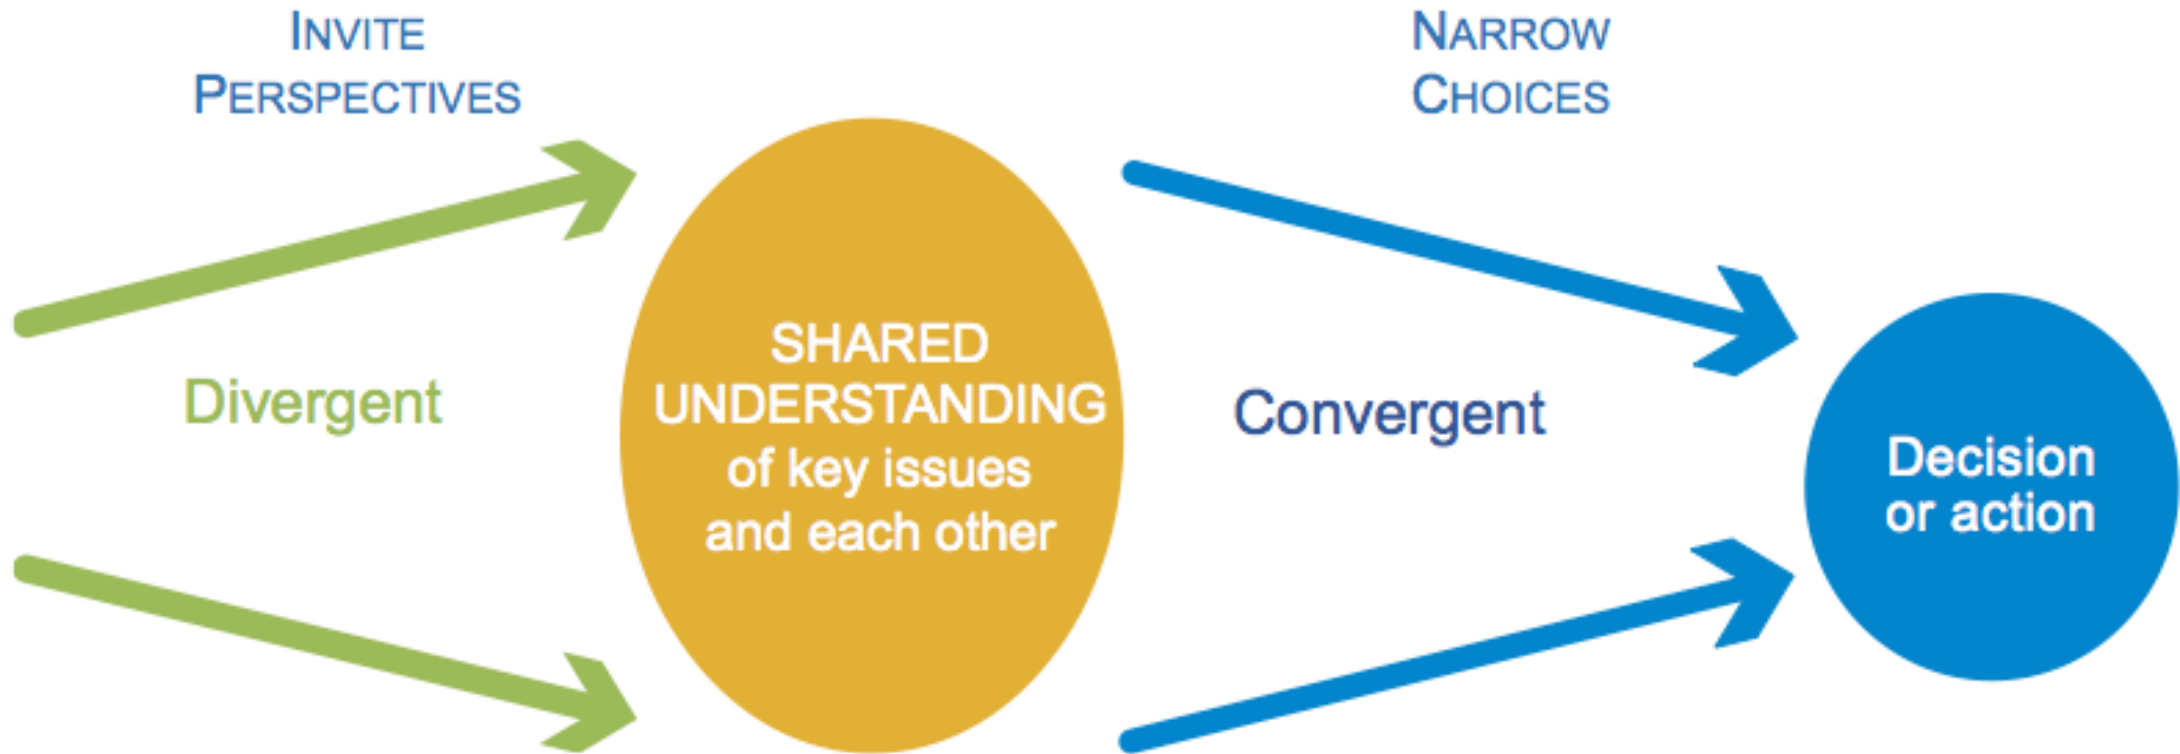 INVITE
PERSPECTIVES
Divergent
SHARED
UNDERSTANDING
of key issues
and each other
NARROW
CHOICES
Convergent
Decision
or action